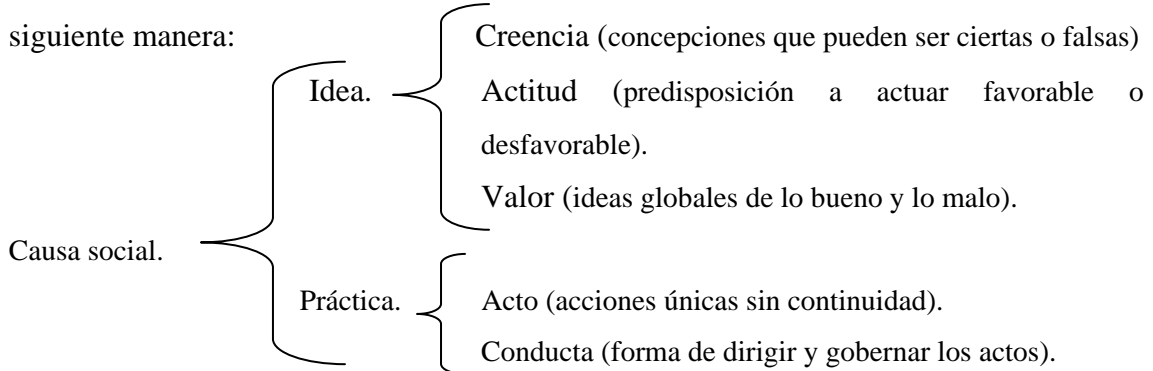 siguiente manera:
Creencia (concepciones que pueden ser ciertas o falsas)
Idea.
Actitud (predisposición a actuar favorable o
desfavorable).
Valor (ideas globales de lo bueno y lo malo).
Causa social.
Práctica.
Acto (acciones únicas sin continuidad).
Conducta (forma de dirigir y gobernar los actos).